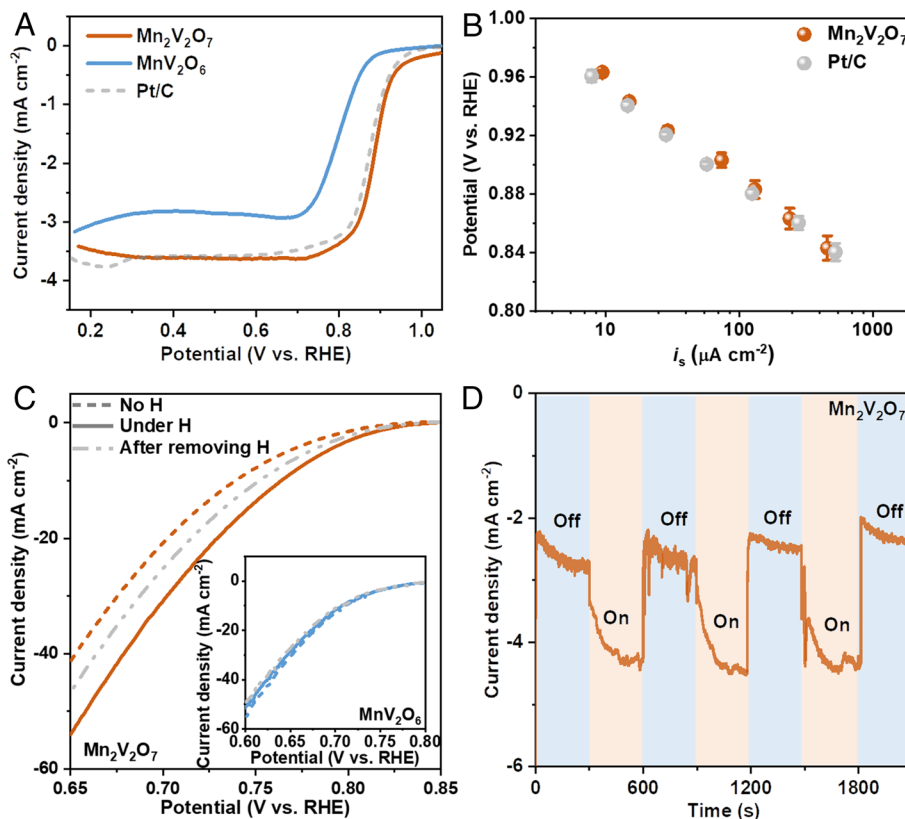 A
Mn₂V₂O₇
MnV₂O₆
Pt/C
Current density (mA cm⁻²)
0
-1
-2
-3
-4
0.2 0.4 0.6 0.8 1.0
Potential (V vs. RHE)
B
Mn₂V₂O₇
Pt/C
Potential (V vs. RHE)
1.00
0.96
0.92
0.88
0.84
0.80
10 100 1000
iₛ (μA cm⁻²)
C
No H
Under H
After removing H
Current density (mA cm⁻²)
0
-20
-40
-60
Mn₂V₂O₇
0.65 0.70 0.75 0.80 0.85
Potential (V vs. RHE)
Current density (mA cm⁻²)
0
-20
-40
-60
MnV₂O₆
0.60 0.65 0.70 0.75 0.80
Potential (V vs. RHE)
D
Mn₂V₂O₇
Current density (mA cm⁻²)
0
-2
-4
-6
Off Off Off Off
On On On
0 600 1200 1800
Time (s)